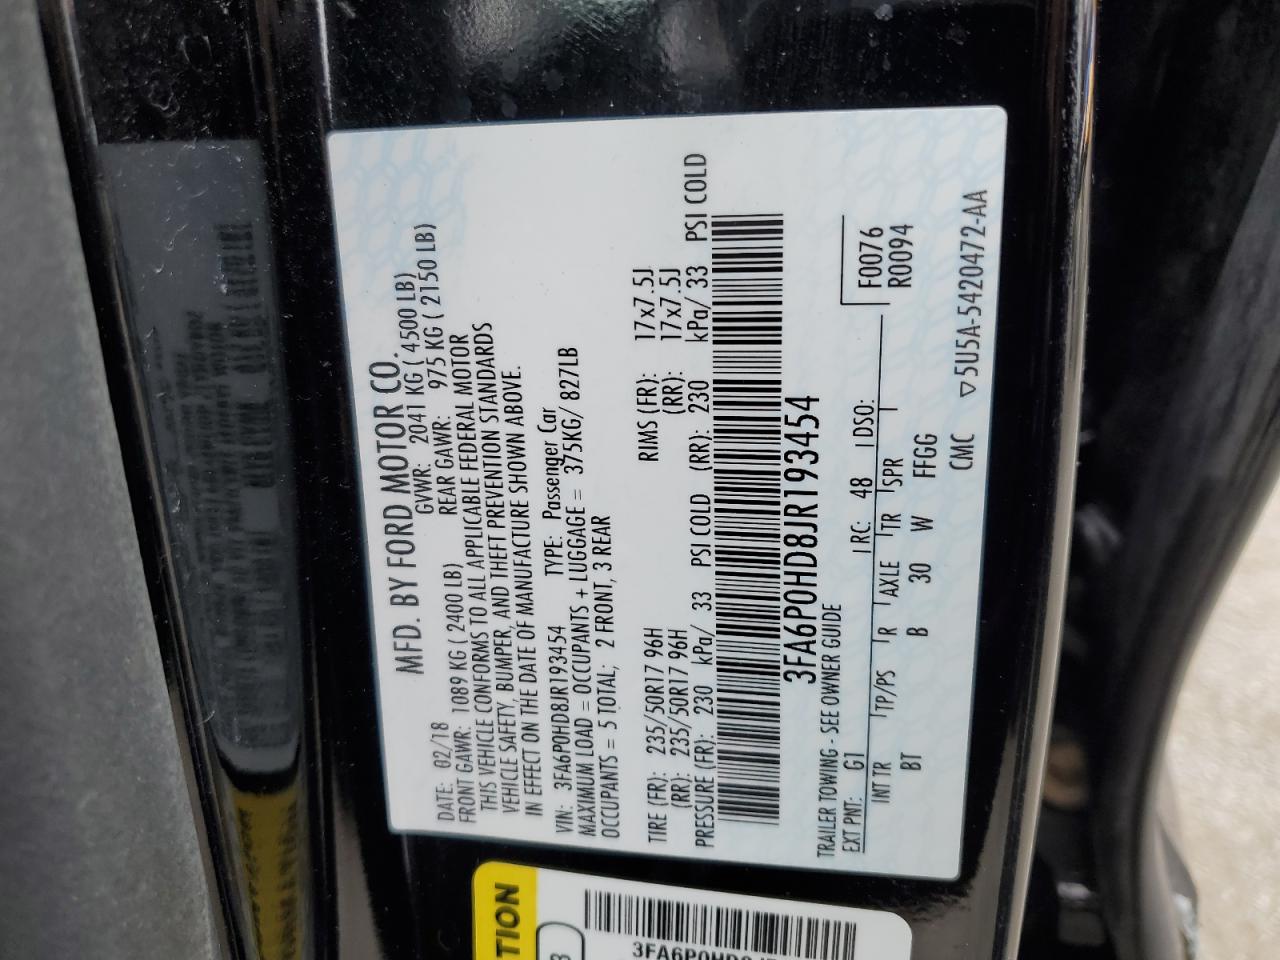 MFD. BY FORD MOTOR CO.
DATE: 02/18 GVWR: 2041 KG ( 4500 LB)
FRONT GAWR: 1089 KG ( 2400 LB) REAR GAWR: 975 KG ( 2150 LB)
THIS VEHICLE CONFORMS TO ALL APPLICABLE FEDERAL MOTOR
VEHICLE SAFETY, BUMPER, AND THEFT PREVENTION STANDARDS
IN EFFECT ON THE DATE OF MANUFACTURE SHOWN ABOVE.
VIN: 3FA6P0HD8JR193454 TYPE: Passenger Car
MAXIMUM LOAD = OCCUPANTS + LUGGAGE = 375KG/ 827LB
OCCUPANTS = 5 TOTAL; 2 FRONT, 3 REAR
TIRE (FR): 235/50R17 96H RIMS (FR): 17x7.5J
(RR): 235/50R17 96H (RR): 17x7.5J
PRESSURE (FR): 230 kPa/ 33 PSI COLD (RR): 230 kPa/ 33 PSI COLD
3FA6P0HD8JR193454
TRAILER TOWING - SEE OWNER GUIDE
F0076
R0094
EXT PNT: G1 RC: 48 DSO:
INT TR TP/PS R AXLE TR SPR
BT B 30 W FFGG
CMC ▽5U5A-5420472-AA
TION